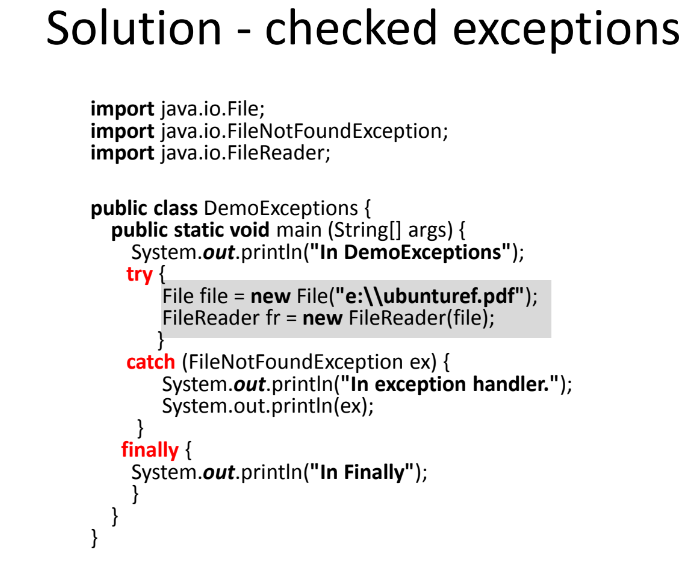 Solution - checked exceptions
import java.io.File;
import java.io.FileNotFoundException;
import java.io.FileReader;
public class DemoExceptions {
public static void main (String[] args) {
System.out.println("In DemoExceptions");
try {
File file = new File("e:\\ubunturef.pdf");
FileReader fr = new FileReader(file);
}
catch (FileNotFoundException ex) {
System.out.println("In exception handler.");
System.out.println(ex);
}
finally {
System.out.println("In Finally");
}
}
}